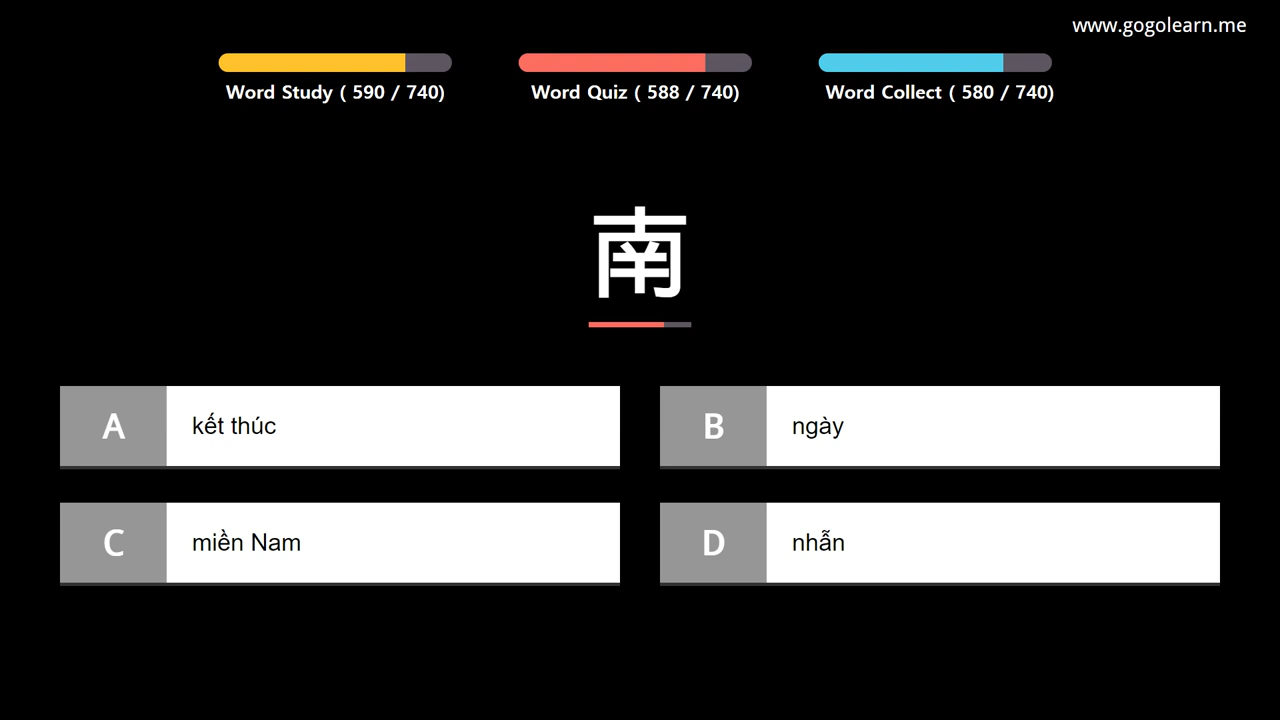 www.gogolearn.me
Word Study ( 590 / 740)
Word Quiz ( 588 / 740)
Word Collect ( 580 / 740)
南
A kết thúc
B ngày
C miền Nam
D nhẫn